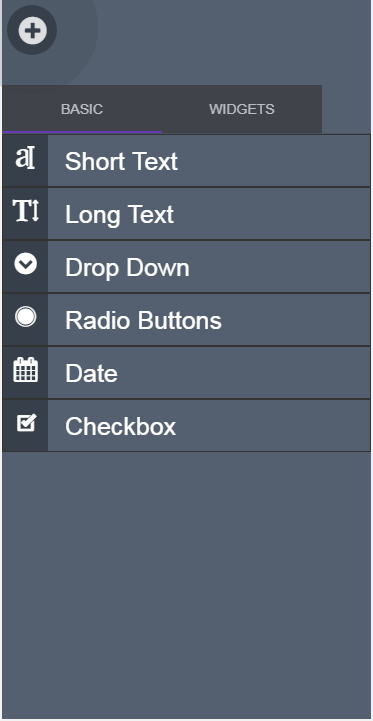 BASIC WIDGETS
Short Text
Long Text
Drop Down
Radio Buttons
Date
Checkbox